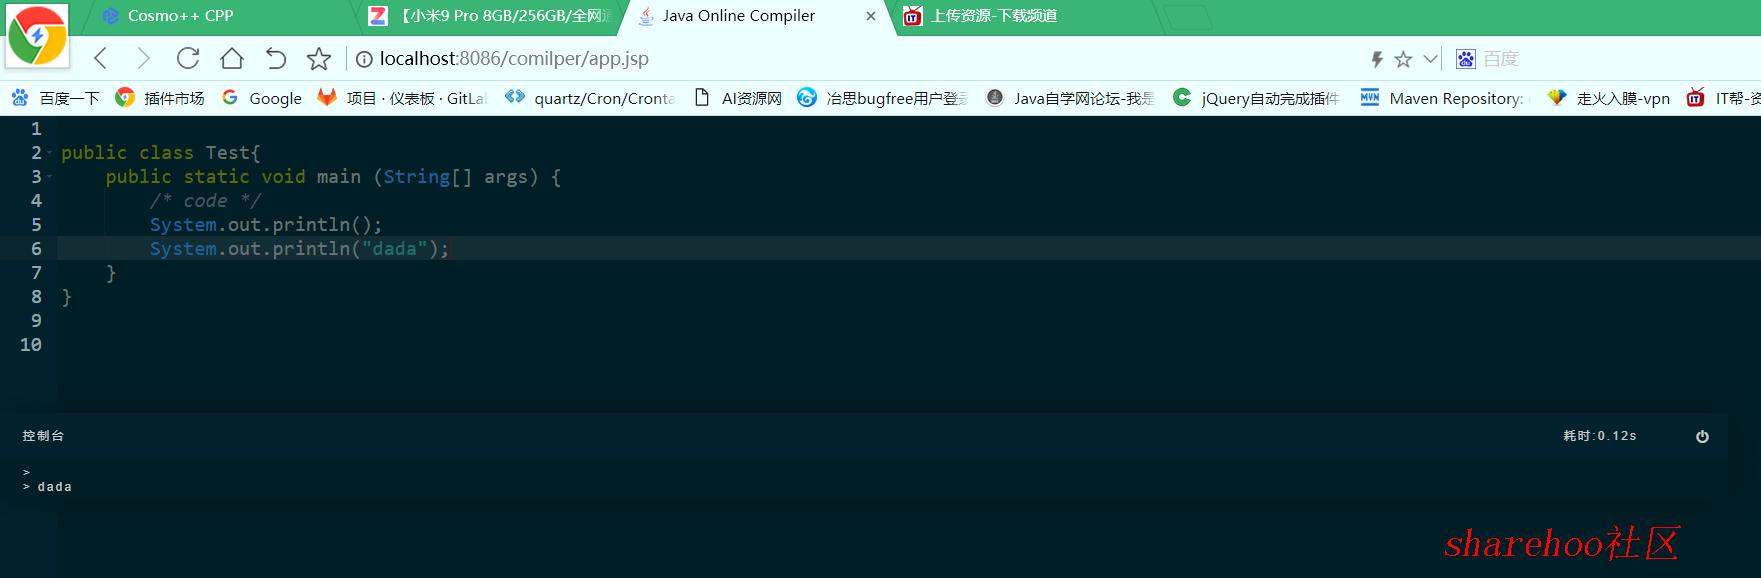 Cosmo++ CPP
【小米9 Pro 8GB/256GB/全网
Java Online Compiler
上传资源-下载频道
localhost:8086/comilper/app.jsp
百度
百度一下
插件市场
Google
项目 · 仪表板 · GitLa
quartz/Cron/Cronta
AI资源网
冶思bugfree用户登
Java自学网论坛-我是
jQuery自动完成插件
Maven Repository:
走火入膜-vpn
IT帮-资
1
2 public class Test{
3 public static void main (String[] args) {
4 /* code */
5 System.out.println();
6 System.out.println("dada");
7 }
8 }
9
10
控制台
耗时:0.12s
>
> dada
sharehoo社区